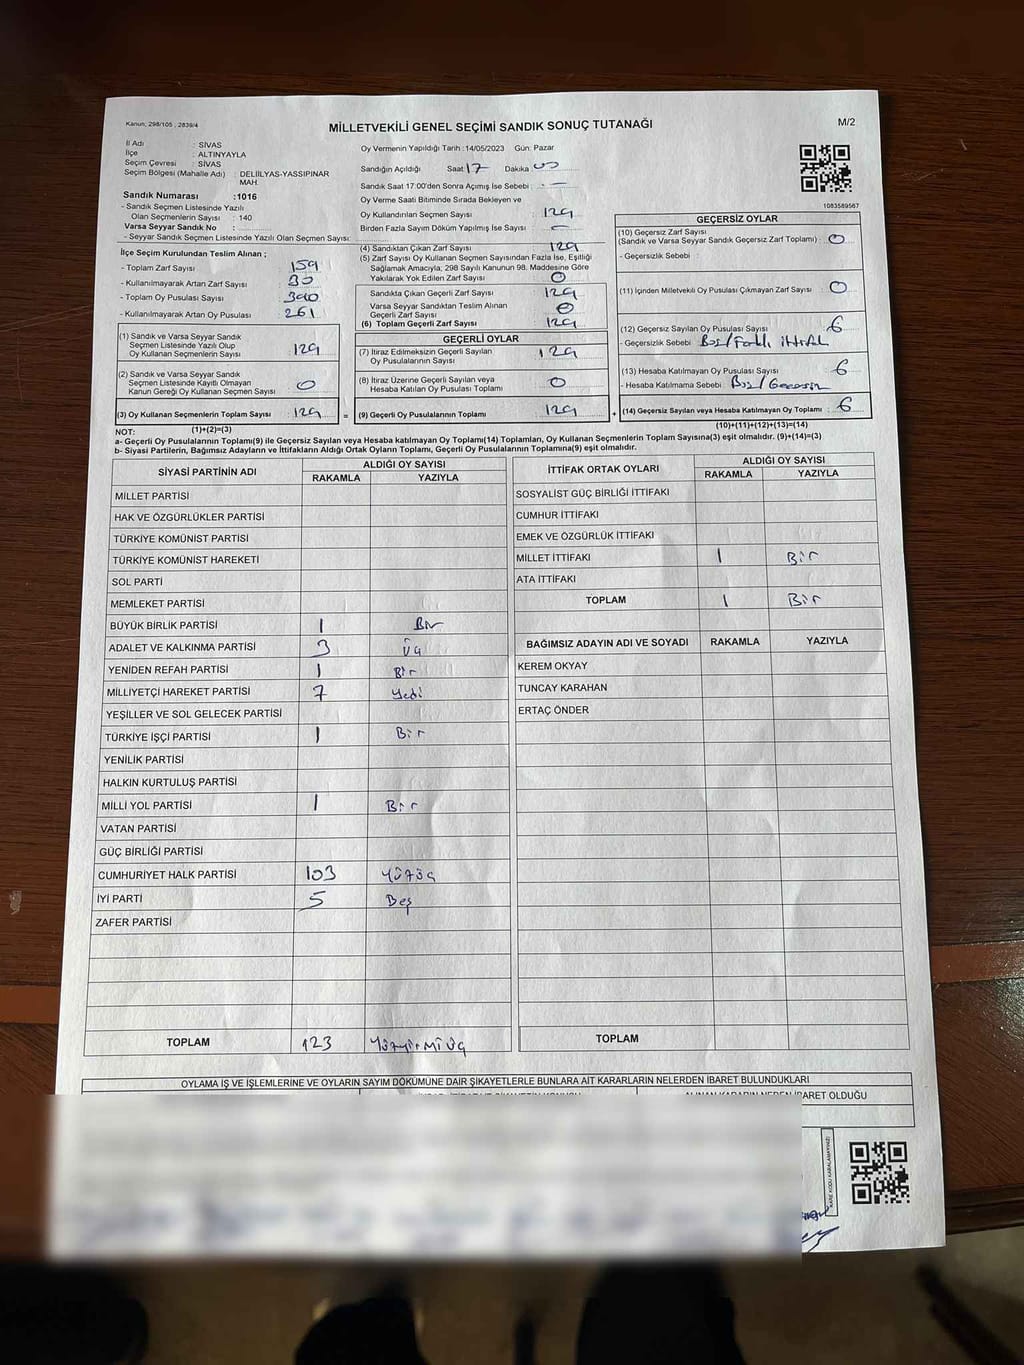 Kanun; 298/105 ; 2839/4
MİLLETVEKİLİ GENEL SEÇİMİ SANDIK SONUÇ TUTANAĞI
M/2
İl Adı : SİVAS
İlçe : ALTINYAYLA
Seçim Çevresi : SİVAS
Seçim Bölgesi (Mahalle Adı) : DELİİLYAS-YASSIPINAR
MAH.
Sandık Numarası :1016
- Sandık Seçmen Listesinde Yazılı
Olan Seçmenlerin Sayısı : 140
Varsa Seyyar Sandık No :
- Seyyar Sandık Seçmen Listesinde Yazılı Olan Seçmen Sayısı:
İlçe Seçim Kurulundan Teslim Alınan ;
- Toplam Zarf Sayısı : 159
- Kullanılmayarak Artan Zarf Sayısı : 30
- Toplam Oy Pusulası Sayısı : 390
- Kullanılmayarak Artan Oy Pusulası : 261
Oy Vermenin Yapıldığı Tarih :14/05/2023 Gün: Pazar
Sandığın Açıldığı Saat 17 Dakika 00
Sandık Saat 17:00'den Sonra Açımış İse Sebebi : -
Oy Verme Saati Bitiminde Sırada Bekleyen ve
Oy Kullandırılan Seçmen Sayısı : 129
Birden Fazla Sayım Döküm Yapılmış İse Sayısı : -
(4) Sandıktan Çıkan Zarf Sayısı : 129
(5) Zarf Sayısı Oy Kullanan Seçmen Sayısından Fazla İse, Eşitliği
Sağlamak Amacıyla; 298 Sayılı Kanunun 98. Maddesine Göre
Yakılarak Yok Edilen Zarf Sayısı : 0
Sandıkta Çıkan Geçerli Zarf Sayısı : 129
Varsa Seyyar Sandıktan Teslim Alınan
Geçerli Zarf Sayısı : 0
(6) Toplam Geçerli Zarf Sayısı : 129
1083589567
GEÇERSİZ OYLAR
(10) Geçersiz Zarf Sayısı
(Sandık ve Varsa Seyyar Sandık Geçersiz Zarf Toplamı) : 0
- Geçersizlik Sebebi :
(11) İçinden Milletvekili Oy Pusulası Çıkmayan Zarf Sayısı : 0
(12) Geçersiz Sayılan Oy Pusulası Sayısı : 6
- Geçersizlik Sebebi : Boş/Farklı ittifak
(13) Hesaba Katılmayan Oy Pusulası Sayısı : 6
- Hesaba Katılmama Sebebi : Boş/Geçersiz
(14) Geçersiz Sayılan veya Hesaba Katılmayan Oy Toplamı : 6
(10)+(11)+(12)+(13)=(14)
(1) Sandık ve Varsa Seyyar Sandık
Seçmen Listesinde Yazılı Olup
Oy Kullanan Seçmenlerin Sayısı : 129
(2) Sandık ve Varsa Seyyar Sandık
Seçmen Listesinde Kayıtlı Olmayan
Kanun Gereği Oy Kullanan Seçmen Sayısı : 0
(3) Oy Kullanan Seçmenlerin Toplam Sayısı : 129 =
(1)+(2)=(3)
GEÇERLİ OYLAR
(7) İtiraz Edilmeksizin Geçerli Sayılan
Oy Pusulalarının Sayısı : 129
(8) İtiraz Üzerine Geçerli Sayılan veya
Hesaba Katılan Oy Pusulası Toplamı : 0
(9) Geçerli Oy Pusulalarının Toplamı : 129 +
NOT:
a- Geçerli Oy Pusulalarının Toplamı(9) ile Geçersiz Sayılan veya Hesaba katılmayan Oy Toplamı(14) Toplamları, Oy Kullanan Seçmenlerin Toplam Sayısına(3) eşit olmalıdır. (9)+(14)=(3)
b- Siyasi Partilerin, Bağımsız Adayların ve İttifakların Aldığı Ortak Oyların Toplamı, Geçerli Oy Pusulalarının Toplamına(9) eşit olmalıdır.
SİYASİ PARTİNİN ADI ALDIĞI OY SAYISI
RAKAMLA YAZIYLA
MİLLET PARTİSİ
HAK VE ÖZGÜRLÜKLER PARTİSİ
TÜRKİYE KOMÜNİST PARTİSİ
TÜRKİYE KOMÜNİST HAREKETİ
SOL PARTİ
MEMLEKET PARTİSİ
BÜYÜK BİRLİK PARTİSİ 1 Bir
ADALET VE KALKINMA PARTİSİ 3 Üç
YENİDEN REFAH PARTİSİ 1 Bir
MİLLİYETÇİ HAREKET PARTİSİ 7 Yedi
YEŞİLLER VE SOL GELECEK PARTİSİ
TÜRKİYE İŞÇİ PARTİSİ 1 Bir
YENİLİK PARTİSİ
HALKIN KURTULUŞ PARTİSİ
MİLLİ YOL PARTİSİ 1 Bir
VATAN PARTİSİ
GÜÇ BİRLİĞİ PARTİSİ
CUMHURİYET HALK PARTİSİ 103 Yüzüç
İYİ PARTİ 5 Beş
ZAFER PARTİSİ
TOPLAM 123 Yüzyirmi üç
İTTİFAK ORTAK OYLARI ALDIĞI OY SAYISI
RAKAMLA YAZIYLA
SOSYALİST GÜÇ BİRLİĞİ İTTİFAKI
CUMHUR İTTİFAKI
EMEK VE ÖZGÜRLÜK İTTİFAKI
MİLLET İTTİFAKI 1 Bir
ATA İTTİFAKI
TOPLAM 1 Bir
BAĞIMSIZ ADAYIN ADI VE SOYADI RAKAMLA YAZIYLA
KEREM OKYAY
TUNCAY KARAHAN
ERTAÇ ÖNDER
TOPLAM
OYLAMA İŞ VE İŞLEMLERİNE VE OYLARIN SAYIM DÖKÜMÜNE DAİR ŞİKAYETLERLE BUNLARA AİT KARARLARIN NELERDEN İBARET BULUNDUKLARI
ALINAN KARARIN NEDEN İBARET OLDUĞU
KARE KODU KARALAMAYINIZ!